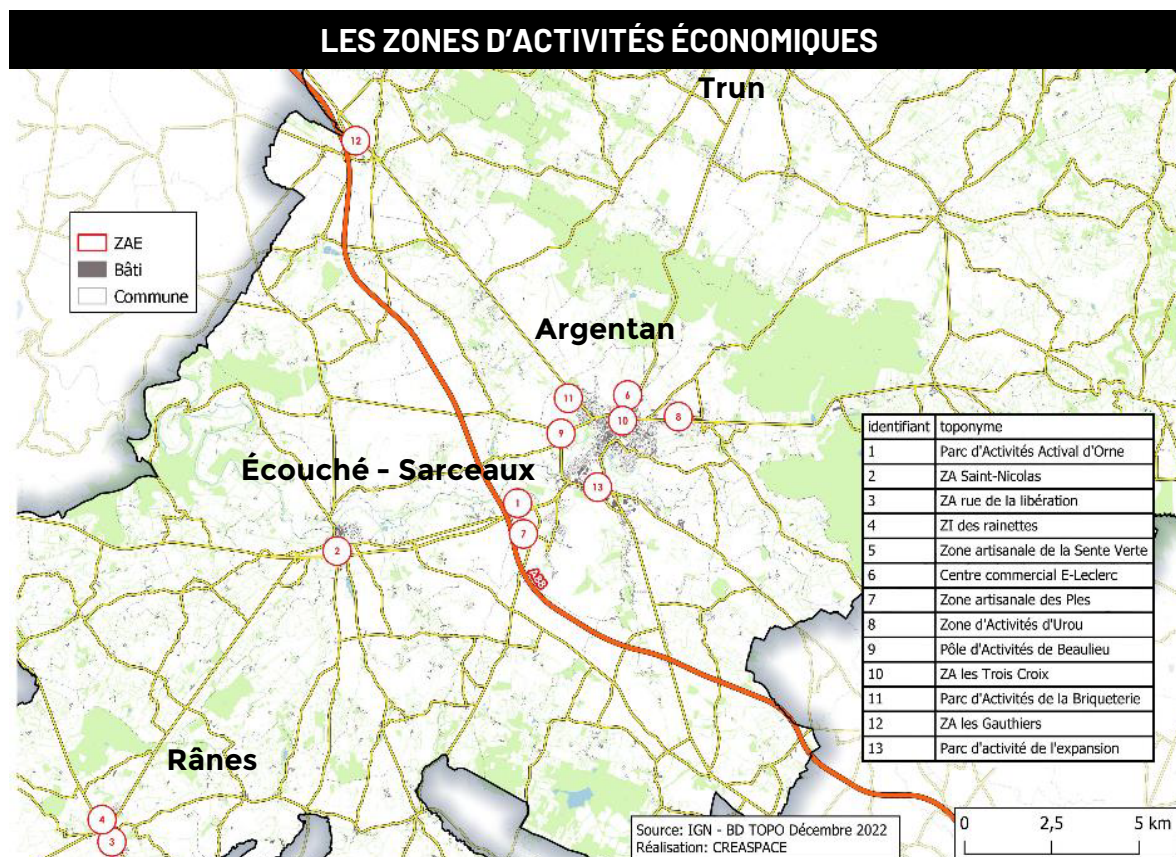 LES ZONES D'ACTIVITÉS ÉCONOMIQUES
Trun
12
ZAE
Bâti
Commune
Argentan
11
6
10
8
9
Écouché - Sarceaux
13
1
7
2
A88
identifiant toponyme
1 Parc d'Activités Actival d'Orne
2 ZA Saint-Nicolas
3 ZA rue de la libération
4 ZI des rainettes
5 Zone artisanale de la Sente Verte
6 Centre commercial E-Leclerc
7 Zone artisanale des Ples
8 Zone d'Activités d'Urou
9 Pôle d'Activités de Beaulieu
10 ZA les Trois Croix
11 Parc d'Activités de la Briqueterie
12 ZA les Gauthiers
13 Parc d'activité de l'expansion
Rânes
4
3
Source: IGN - BD TOPO Décembre 2022
Réalisation: CREASPACE
0 2,5 5 km